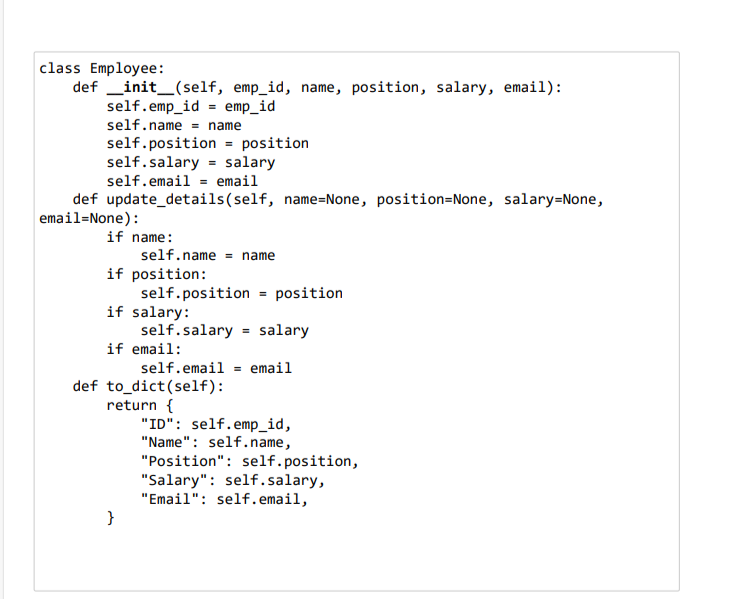 class Employee:
    def __init__(self, emp_id, name, position, salary, email):
        self.emp_id = emp_id
        self.name = name
        self.position = position
        self.salary = salary
        self.email = email
    def update_details(self, name=None, position=None, salary=None,
email=None):
        if name:
            self.name = name
        if position:
            self.position = position
        if salary:
            self.salary = salary
        if email:
            self.email = email
    def to_dict(self):
        return {
            "ID": self.emp_id,
            "Name": self.name,
            "Position": self.position,
            "Salary": self.salary,
            "Email": self.email,
        }